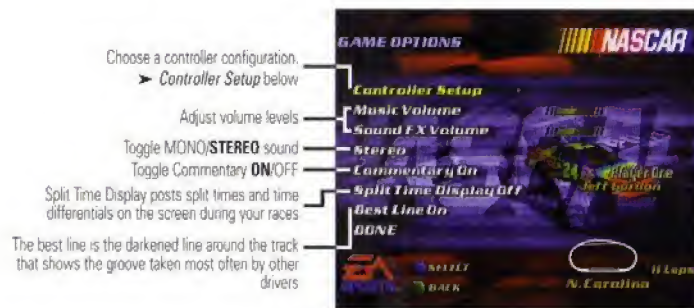 Choose a controller configuration.
➤ Controller Setup below
Adjust volume levels
Toggle MONO/STEREO sound
Toggle Commentary ON/OFF
Split Time Display posts split times and time
differentials on the screen during your races
The best line is the darkened line around the track
that shows the groove taken most often by other
drivers
GAME OPTIONS
NASCAR
Controller Setup
Music Volume
Sound FX Volume
Stereo
Commentary On
Split Time Display Off
Best Line On
DONE
24
Player One
Jeff Gordon
EA
SELECT
BACK
11 Laps
N.Carolina